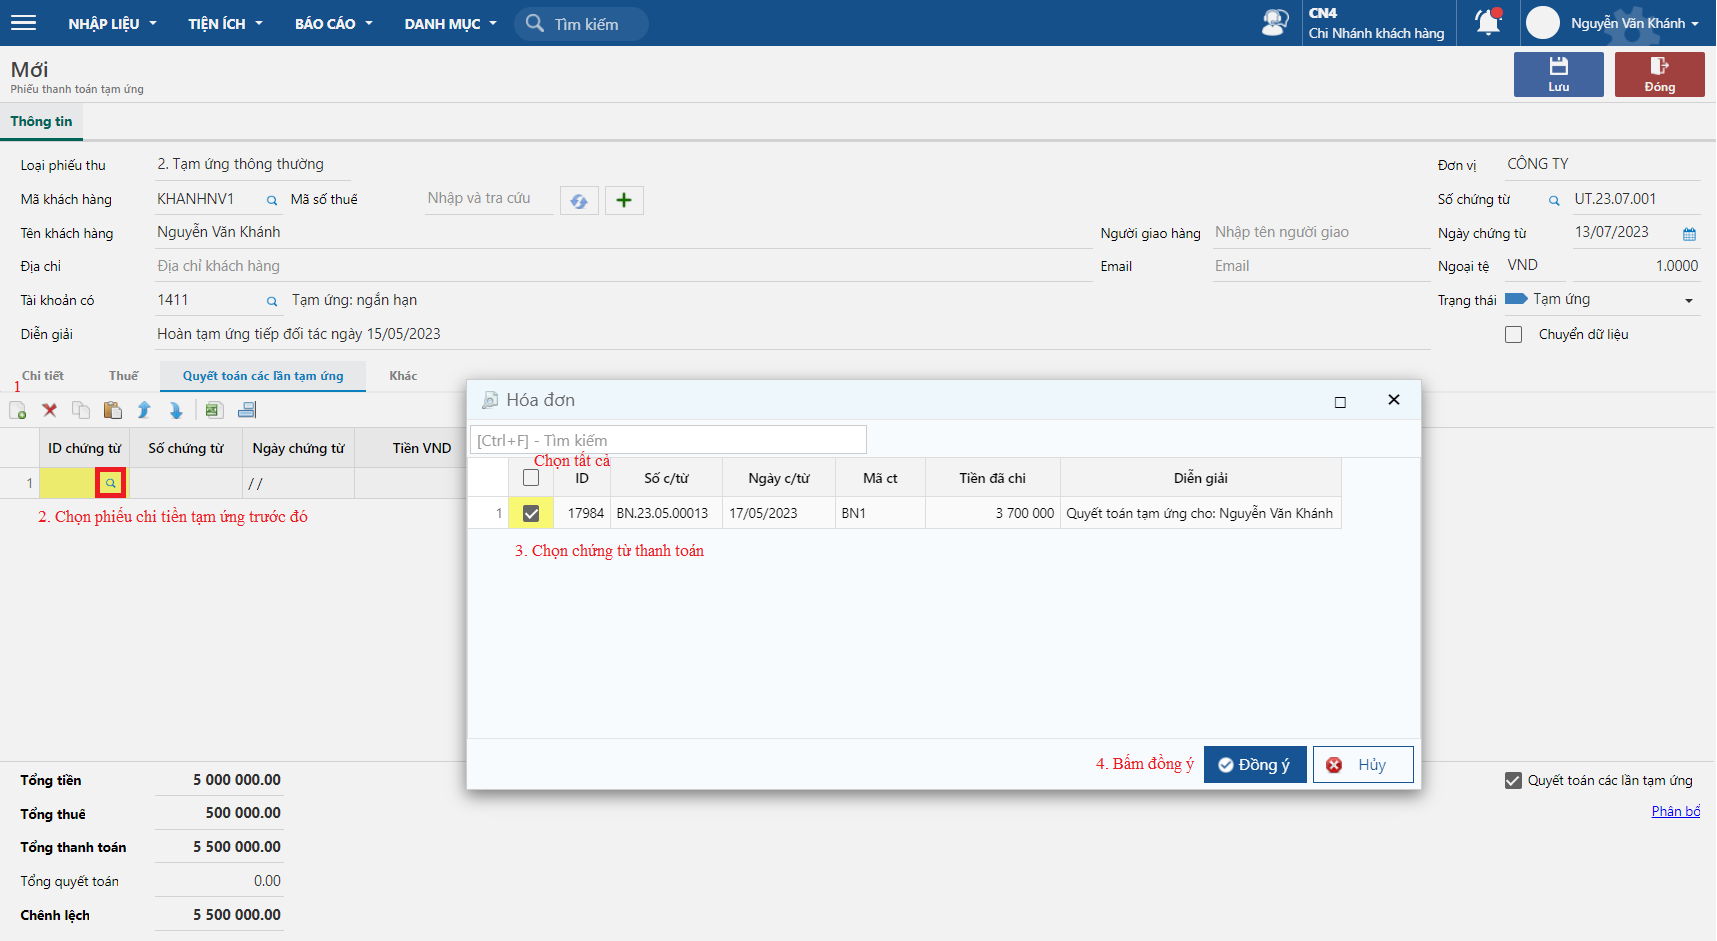 NHẬP LIỆU TIỆN ÍCH BÁO CÁO DANH MỤC Tìm kiếm
CN4
Chi Nhánh khách hàng
Nguyễn Văn Khánh
Mới
Phiếu thanh toán tạm ứng
Lưu Đóng
Thông tin
Loại phiếu thu 2. Tạm ứng thông thường Đơn vị CÔNG TY
Mã khách hàng KHANHNV1 Mã số thuế Nhập và tra cứu Số chứng từ UT.23.07.001
Tên khách hàng Nguyễn Văn Khánh Người giao hàng Nhập tên người giao Ngày chứng từ 13/07/2023
Địa chỉ Địa chỉ khách hàng Email Email Ngoại tệ VND 1.0000
Tài khoản có 1411 Tạm ứng: ngắn hạn Trạng thái Tạm ứng
Diễn giải Hoàn tạm ứng tiếp đối tác ngày 15/05/2023 Chuyển dữ liệu
1 Chi tiết Thuế Quyết toán các lần tạm ứng Khác
ID chứng từ Số chứng từ Ngày chứng từ Tiền VND
1 / /
2. Chọn phiếu chi tiền tạm ứng trước đó
Hóa đơn
[Ctrl+F] - Tìm kiếm
Chọn tất cả
ID Số c/từ Ngày c/từ Mã ct Tiền đã chi Diễn giải
1 17984 BN.23.05.00013 17/05/2023 BN1 3 700 000 Quyết toán tạm ứng cho: Nguyễn Văn Khánh
3. Chọn chứng từ thanh toán
4. Bấm đồng ý Đồng ý Hủy
Tổng tiền 5 000 000.00 Quyết toán các lần tạm ứng
Tổng thuế 500 000.00 Phân bổ
Tổng thanh toán 5 500 000.00
Tổng quyết toán 0.00
Chênh lệch 5 500 000.00